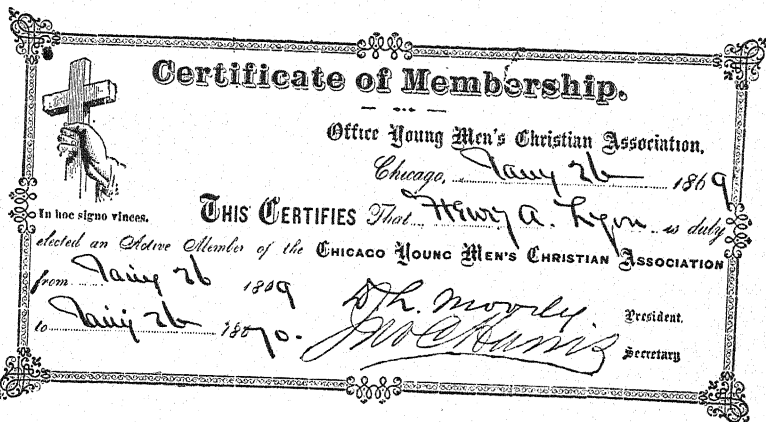 Certificate of Membership.
Office Young Men's Christian Association,
Chicago, Jany 26 1869
In hoc signo vinces.
THIS CERTIFIES That Henry A. Lyon is duly
elected an Active Member of the CHICAGO YOUNG MEN'S CHRISTIAN ASSOCIATION
from Jany 26 1869
to Jany 26 1870.
D. L. Moody President.
Jno C Harris Secretary